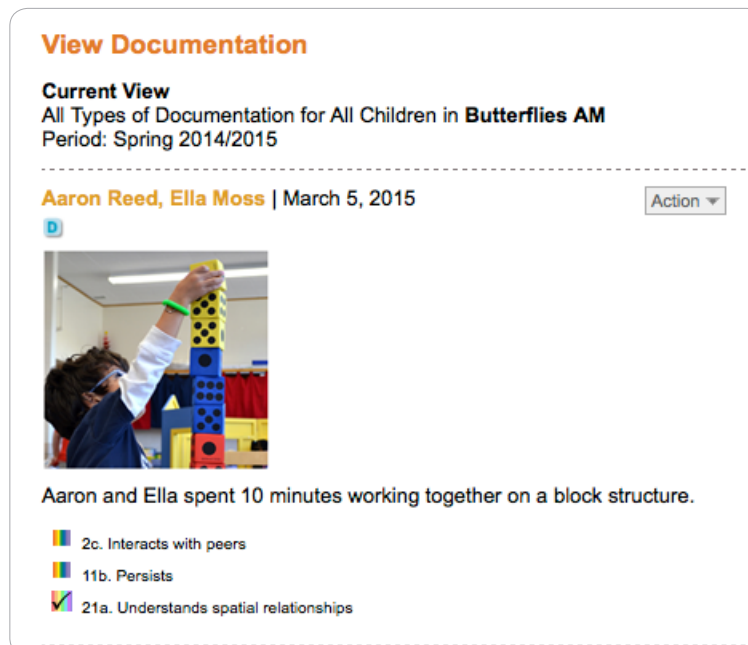 View Documentation
Current View
All Types of Documentation for All Children in Butterflies AM
Period: Spring 2014/2015
Aaron Reed, Ella Moss | March 5, 2015
Action
D
Aaron and Ella spent 10 minutes working together on a block structure.
2c. Interacts with peers
11b. Persists
21a. Understands spatial relationships